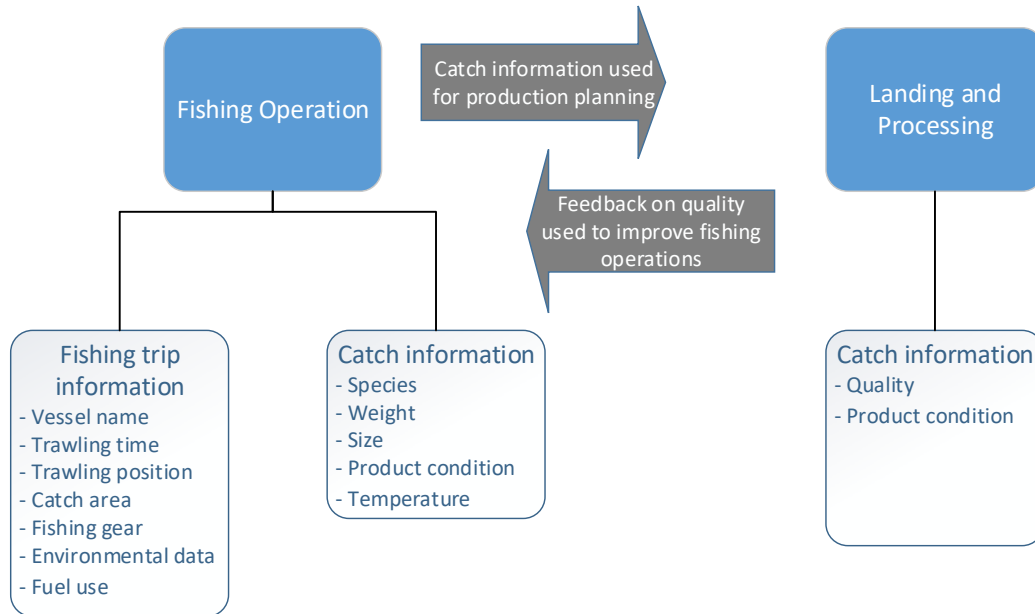 Fishing Operation
Catch information used
for production planning
Landing and
Processing
Feedback on quality
used to improve fishing
operations
Fishing trip
information
- Vessel name
- Trawling time
- Trawling position
- Catch area
- Fishing gear
- Environmental data
- Fuel use
Catch information
- Species
- Weight
- Size
- Product condition
- Temperature
Catch information
- Quality
- Product condition